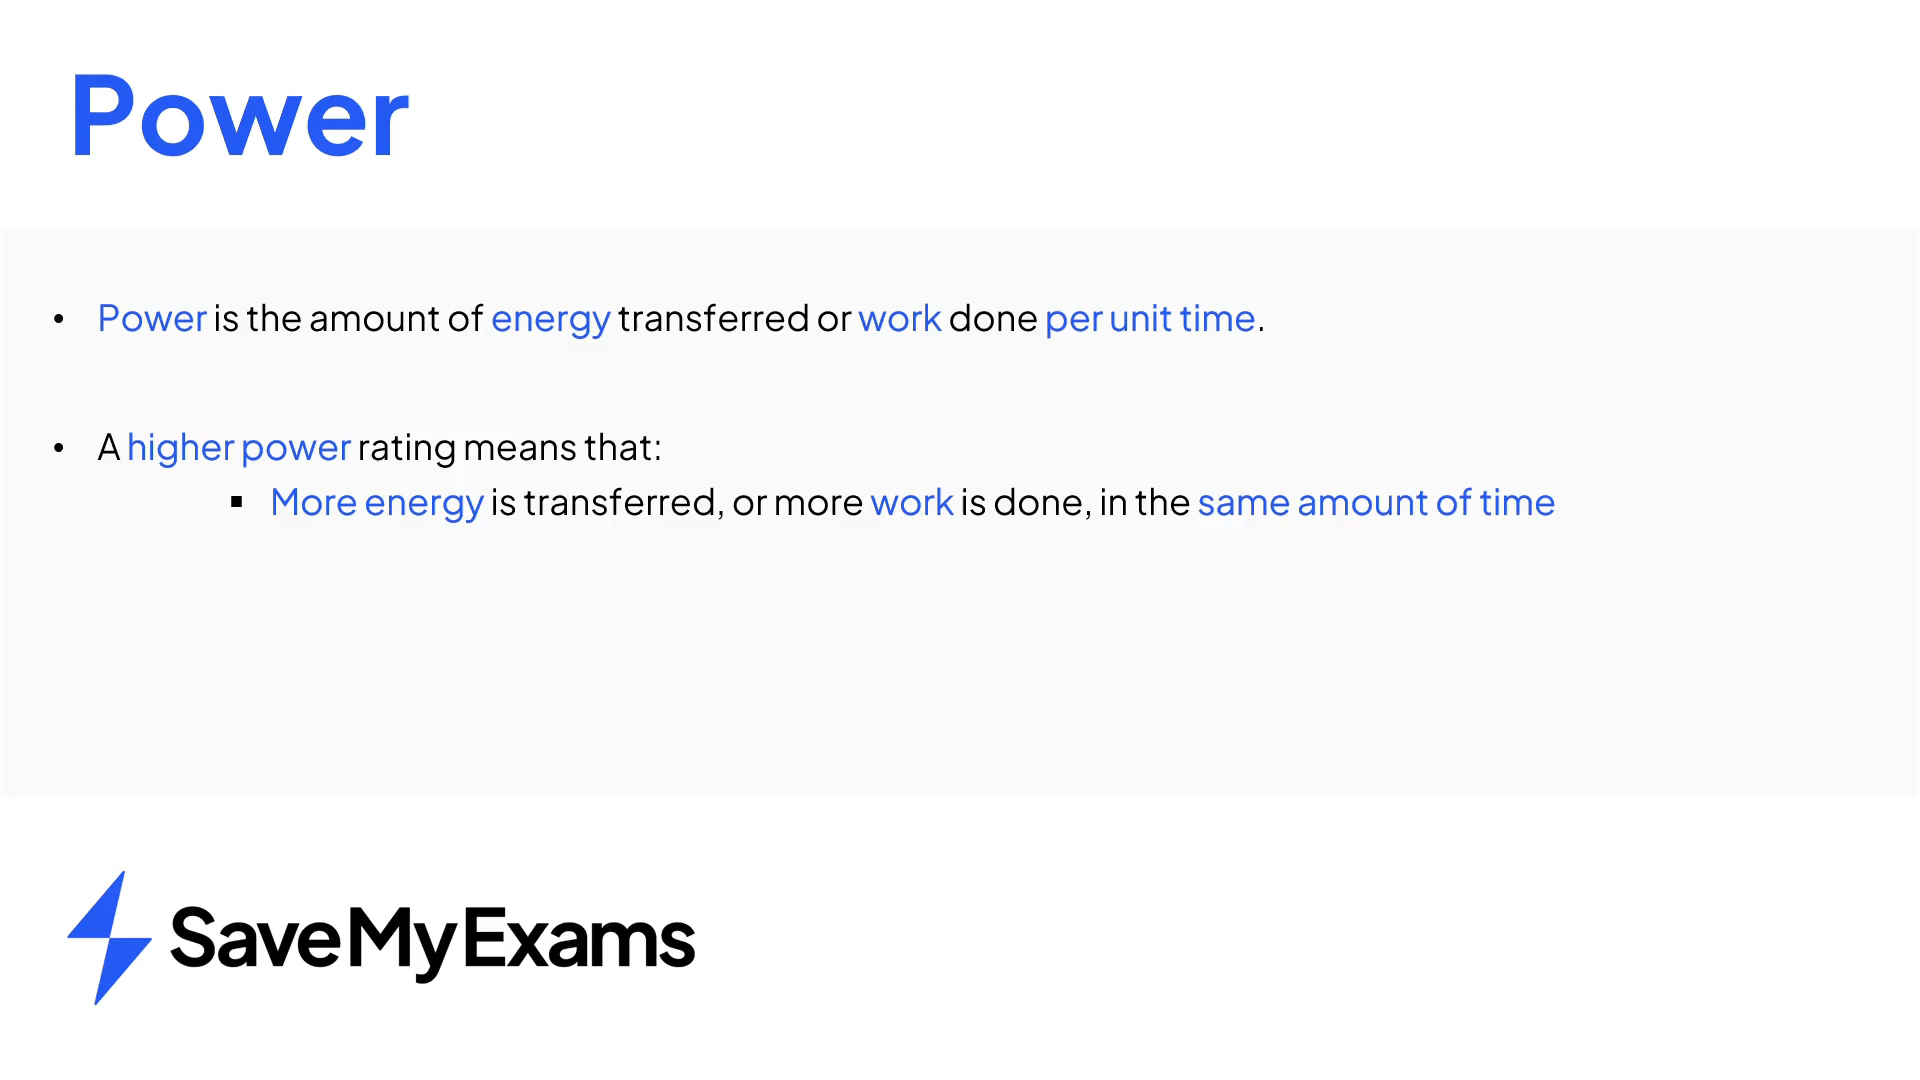 Power
• Power is the amount of energy transferred or work done per unit time.
• A higher power rating means that:
▪ More energy is transferred, or more work is done, in the same amount of time
SaveMyExams